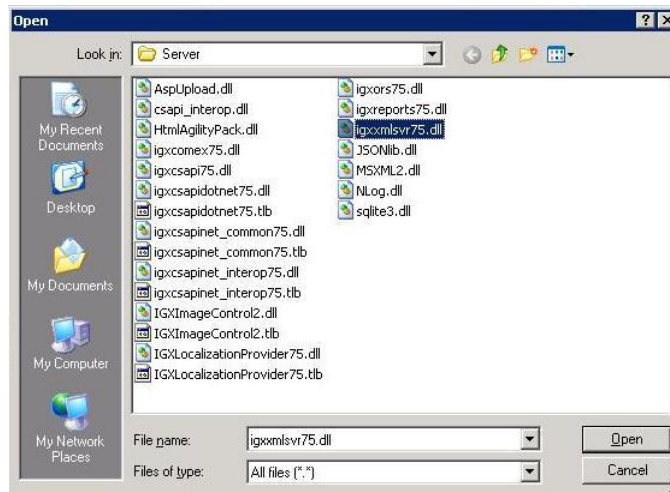 Open
Look in:
Server
My Recent
Documents
Desktop
My Documents
My Computer
My Network
Places
AspUpload.dll
csapi_interop.dll
HtmlAgilityPack.dll
igxcomex75.dll
igxcsapi75.dll
igxcsapidotnet75.dll
igxcsapidotnet75.tlb
igxcsapinet_common75.dll
igxcsapinet_common75.tlb
igxcsapinet_interop75.dll
igxcsapinet_interop75.tlb
IGXImageControl2.dll
IGXImageControl2.tlb
IGXLocalizationProvider75.dll
IGXLocalizationProvider75.tlb
igxors75.dll
igxreports75.dll
igxxmlsvr75.dll
JSONlib.dll
MSXML2.dll
NLog.dll
sqlite3.dll
File name:
igxxmlsvr75.dll
Open
Files of type:
All files (*.*)
Cancel